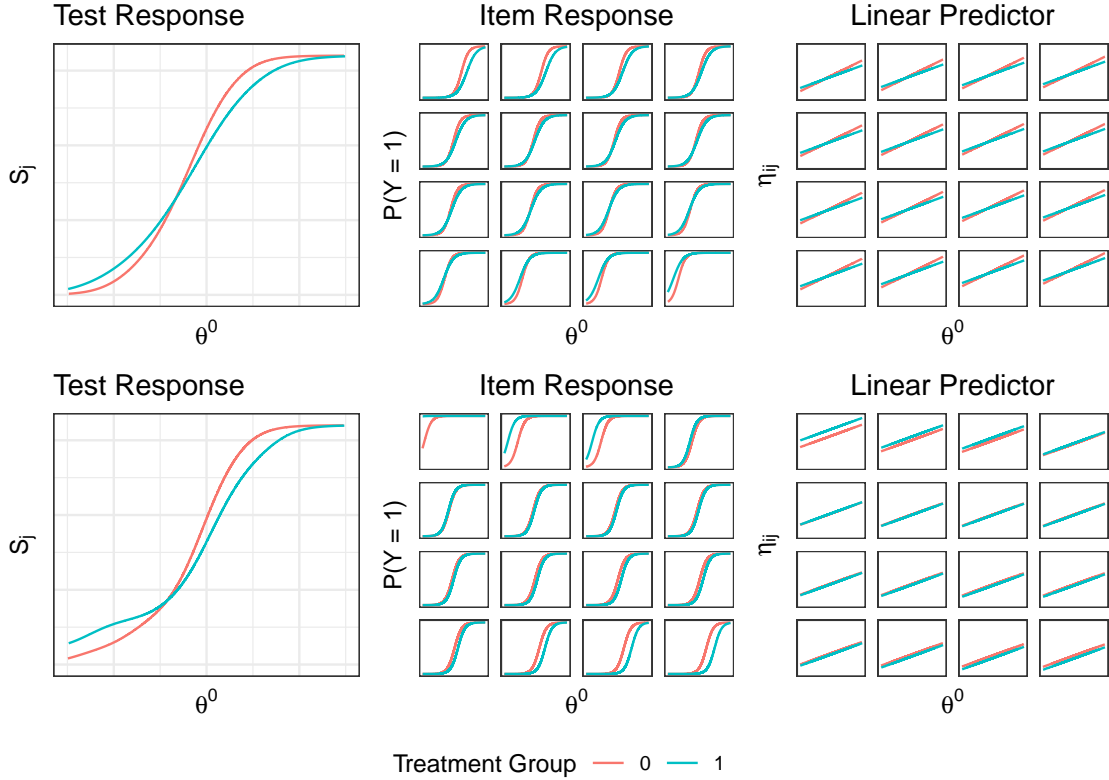 Test Response
Item Response
Linear Predictor
Sj
P(Y = 1)
ηij
θ⁰
θ⁰
θ⁰
Test Response
Item Response
Linear Predictor
Sj
P(Y = 1)
ηij
θ⁰
θ⁰
θ⁰
Treatment Group 0 1